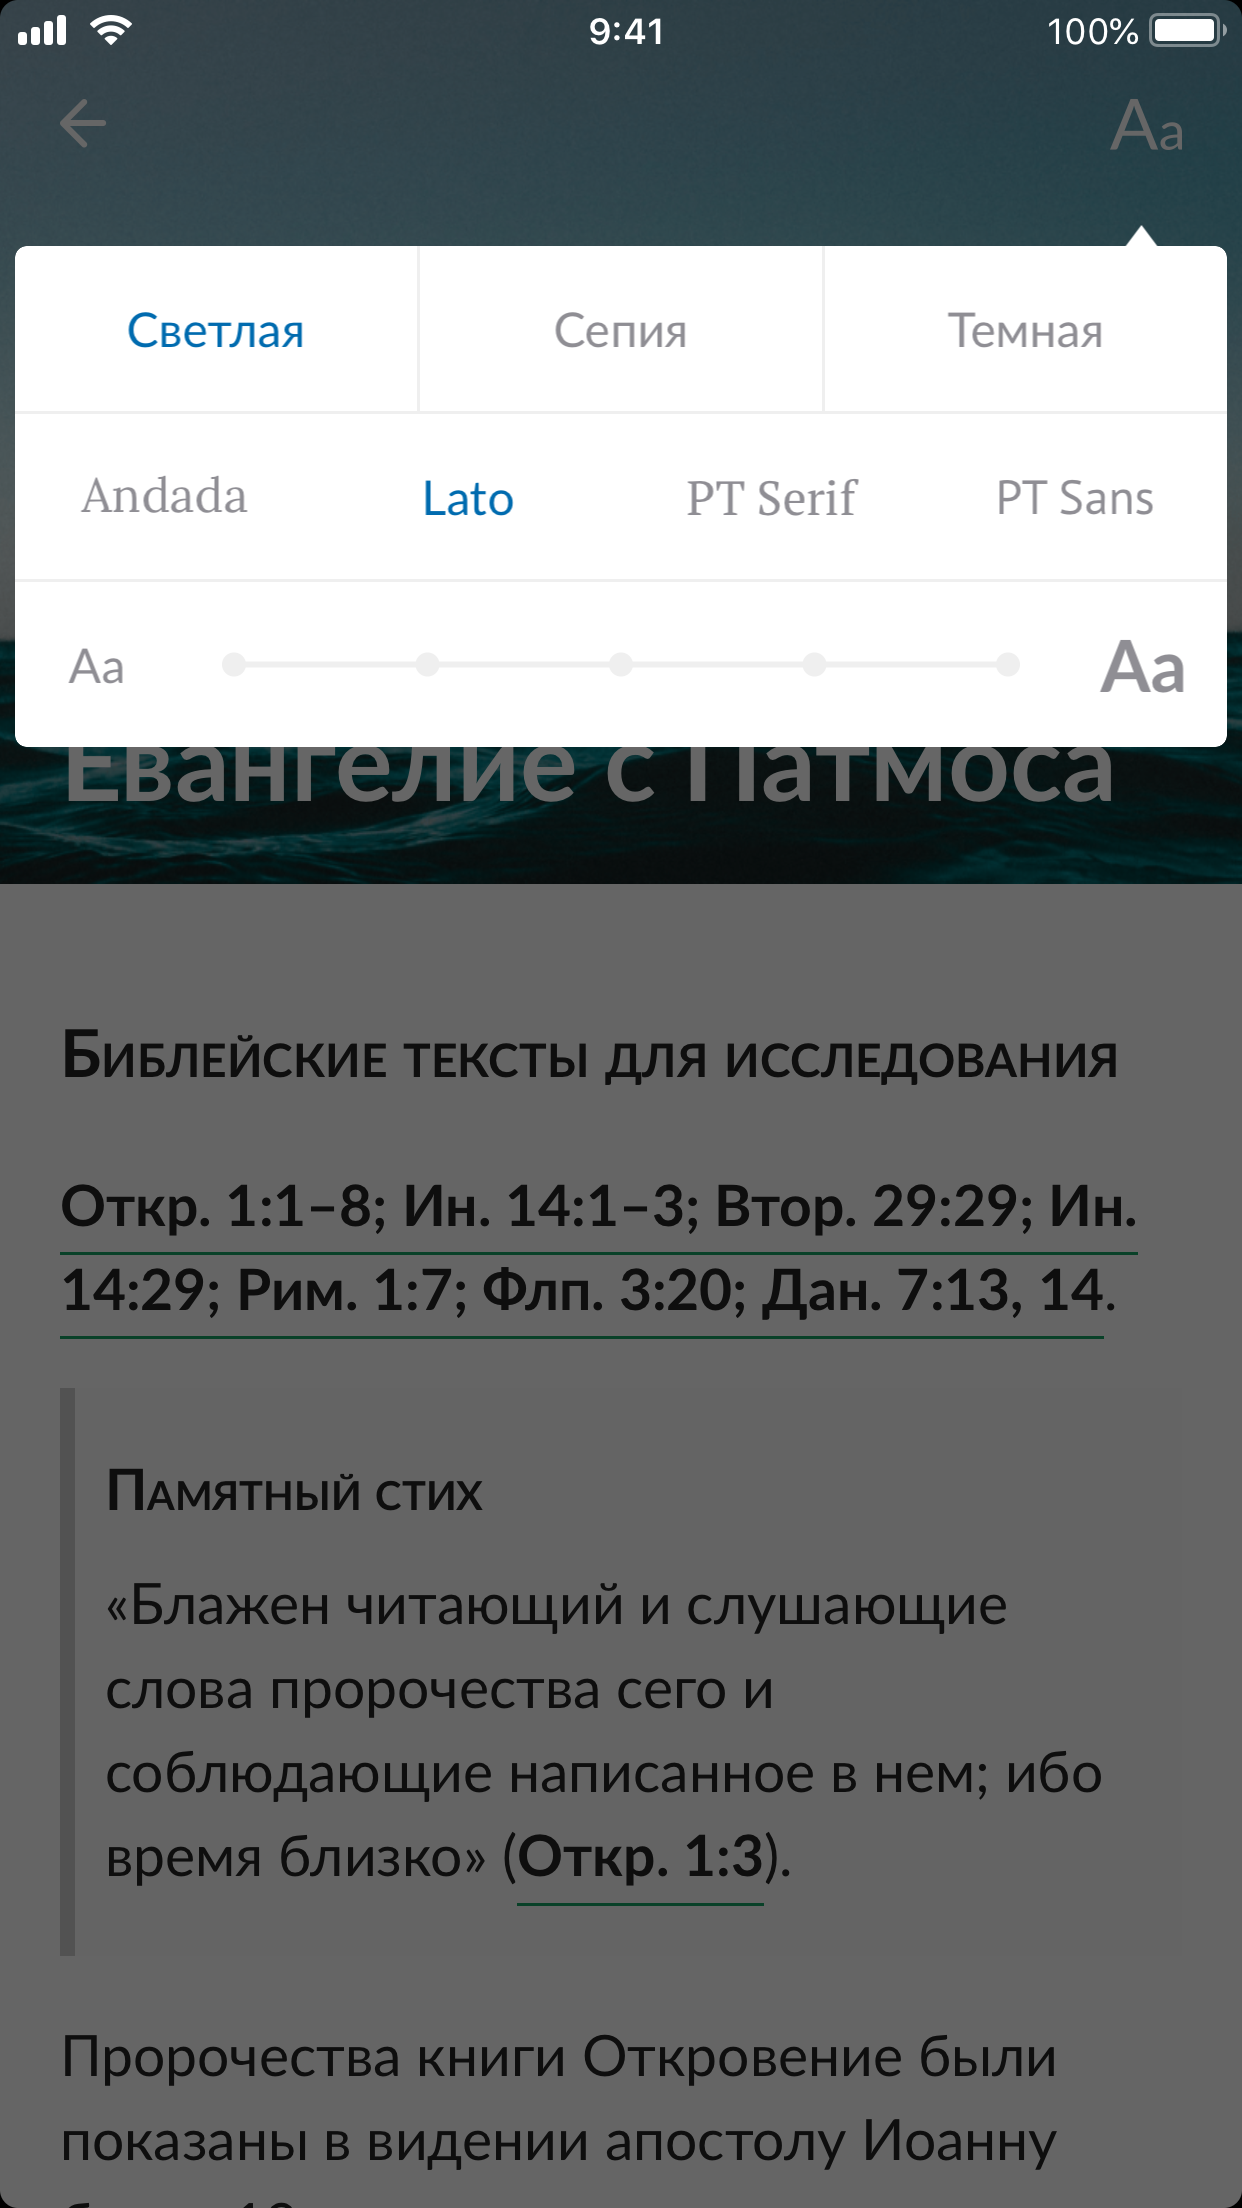 9:41
100%
Aa
Светлая Сепия Темная
Andada Lato PT Serif PT Sans
Aa Aa
Евангелие с Патмоса
Библейские тексты для исследования
Откр. 1:1–8; Ин. 14:1–3; Втор. 29:29; Ин.
14:29; Рим. 1:7; Флп. 3:20; Дан. 7:13, 14.
Памятный стих
«Блажен читающий и слушающие
слова пророчества сего и
соблюдающие написанное в нем; ибо
время близко» (Откр. 1:3).
Пророчества книги Откровение были
показаны в видении апостолу Иоанну